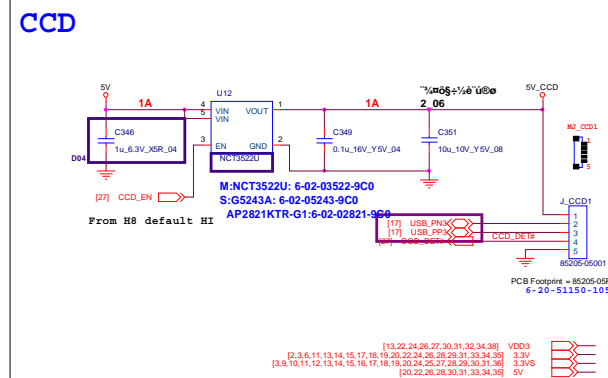 CCD
5V
1A
U12
4
5
VIN
VIN
VOUT
1
3
EN
GND
2
NCT3522U
C346
1u_6.3V_X5R_04
D04
[27] CCD_EN
From H8 default HI
M:NCT3522U: 6-02-03522-9C0
S:G5243A: 6-02-05243-9C0
AP2821KTR-G1:6-02-02821-9C0
1A
2_06
5V_CCD
C349
0.1u_16V_Y5V_04
C351
10u_10V_Y5V_08
MJ_CCD1
1
5
J_CCD1
1
2
3
4
5
[17] USB_PN3
[17] USB_PP3
CCD_DET#
CCD_DET#
85205-05001
PCB Footprint = 85205-05
6-20-51150-105
[13,22,24,26,27,30,31,32,34,38] VDD3
[2,3,6,11,13,14,15,17,18,19,20,22,24,26,28,29,31,33,34,35] 3.3V
[3,9,10,11,12,13,14,15,16,17,18,19,20,24,25,27,28,29,30,31,36] 3.3VS
[20,22,26,28,30,31,33,34,35] 5V